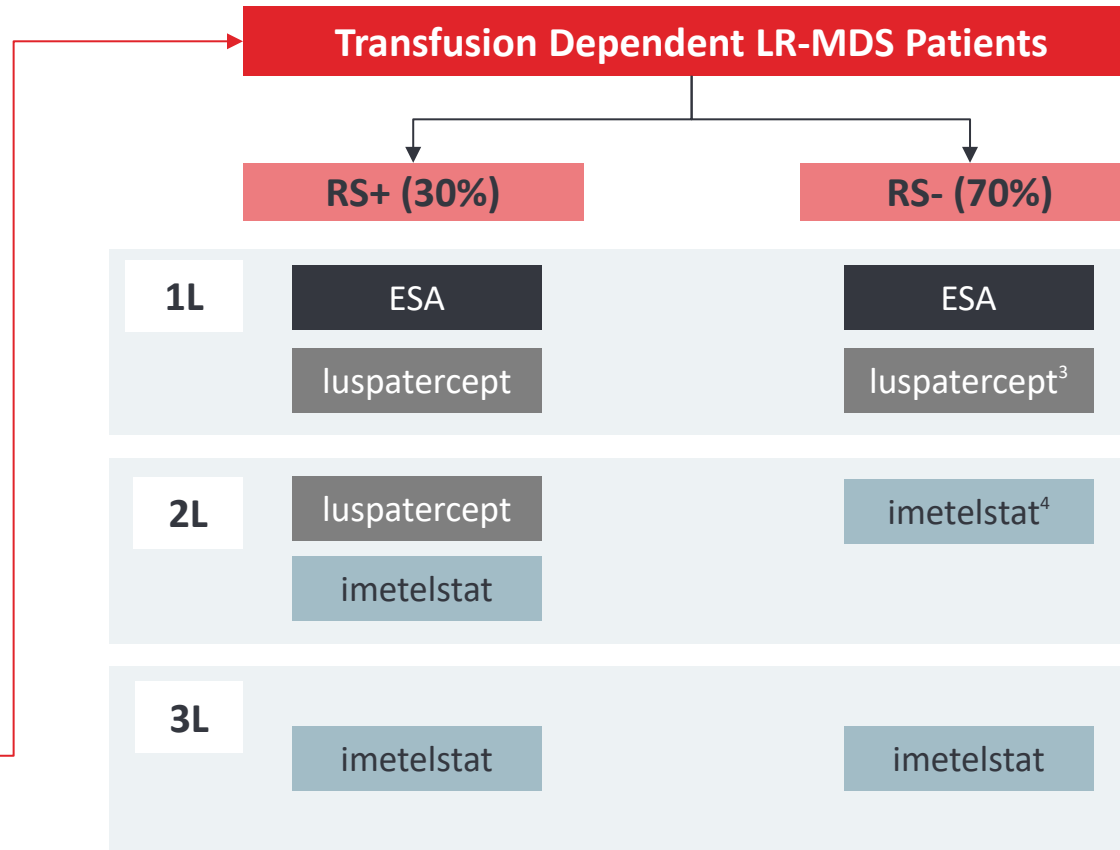 Transfusion Dependent LR-MDS Patients
RS+ (30%)
RS- (70%)
1L
ESA
ESA
luspatercept
luspatercept³
2L
luspatercept
imetelstat⁴
imetelstat
3L
imetelstat
imetelstat